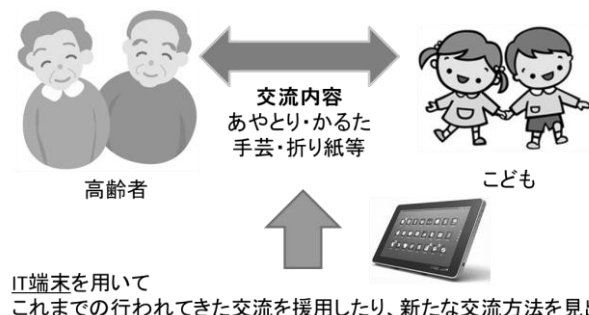 交流内容
あやとり・かるた
手芸・折り紙等
高齢者
こども
IT端末を用いて
これまでの行われてきた交流を援用したり、新たな交流方法を見